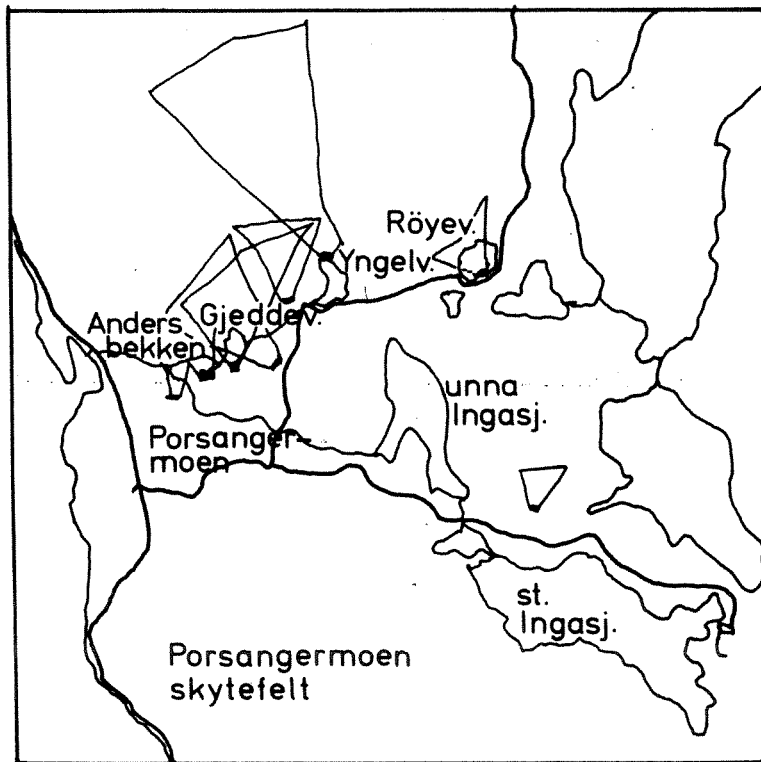 Röyev.
Yngelv.
Gjeddev.
Anders
bekken
unna
Ingasj.
Porsanger-
moen
st.
Ingasj.
Porsangermoen
skytefelt